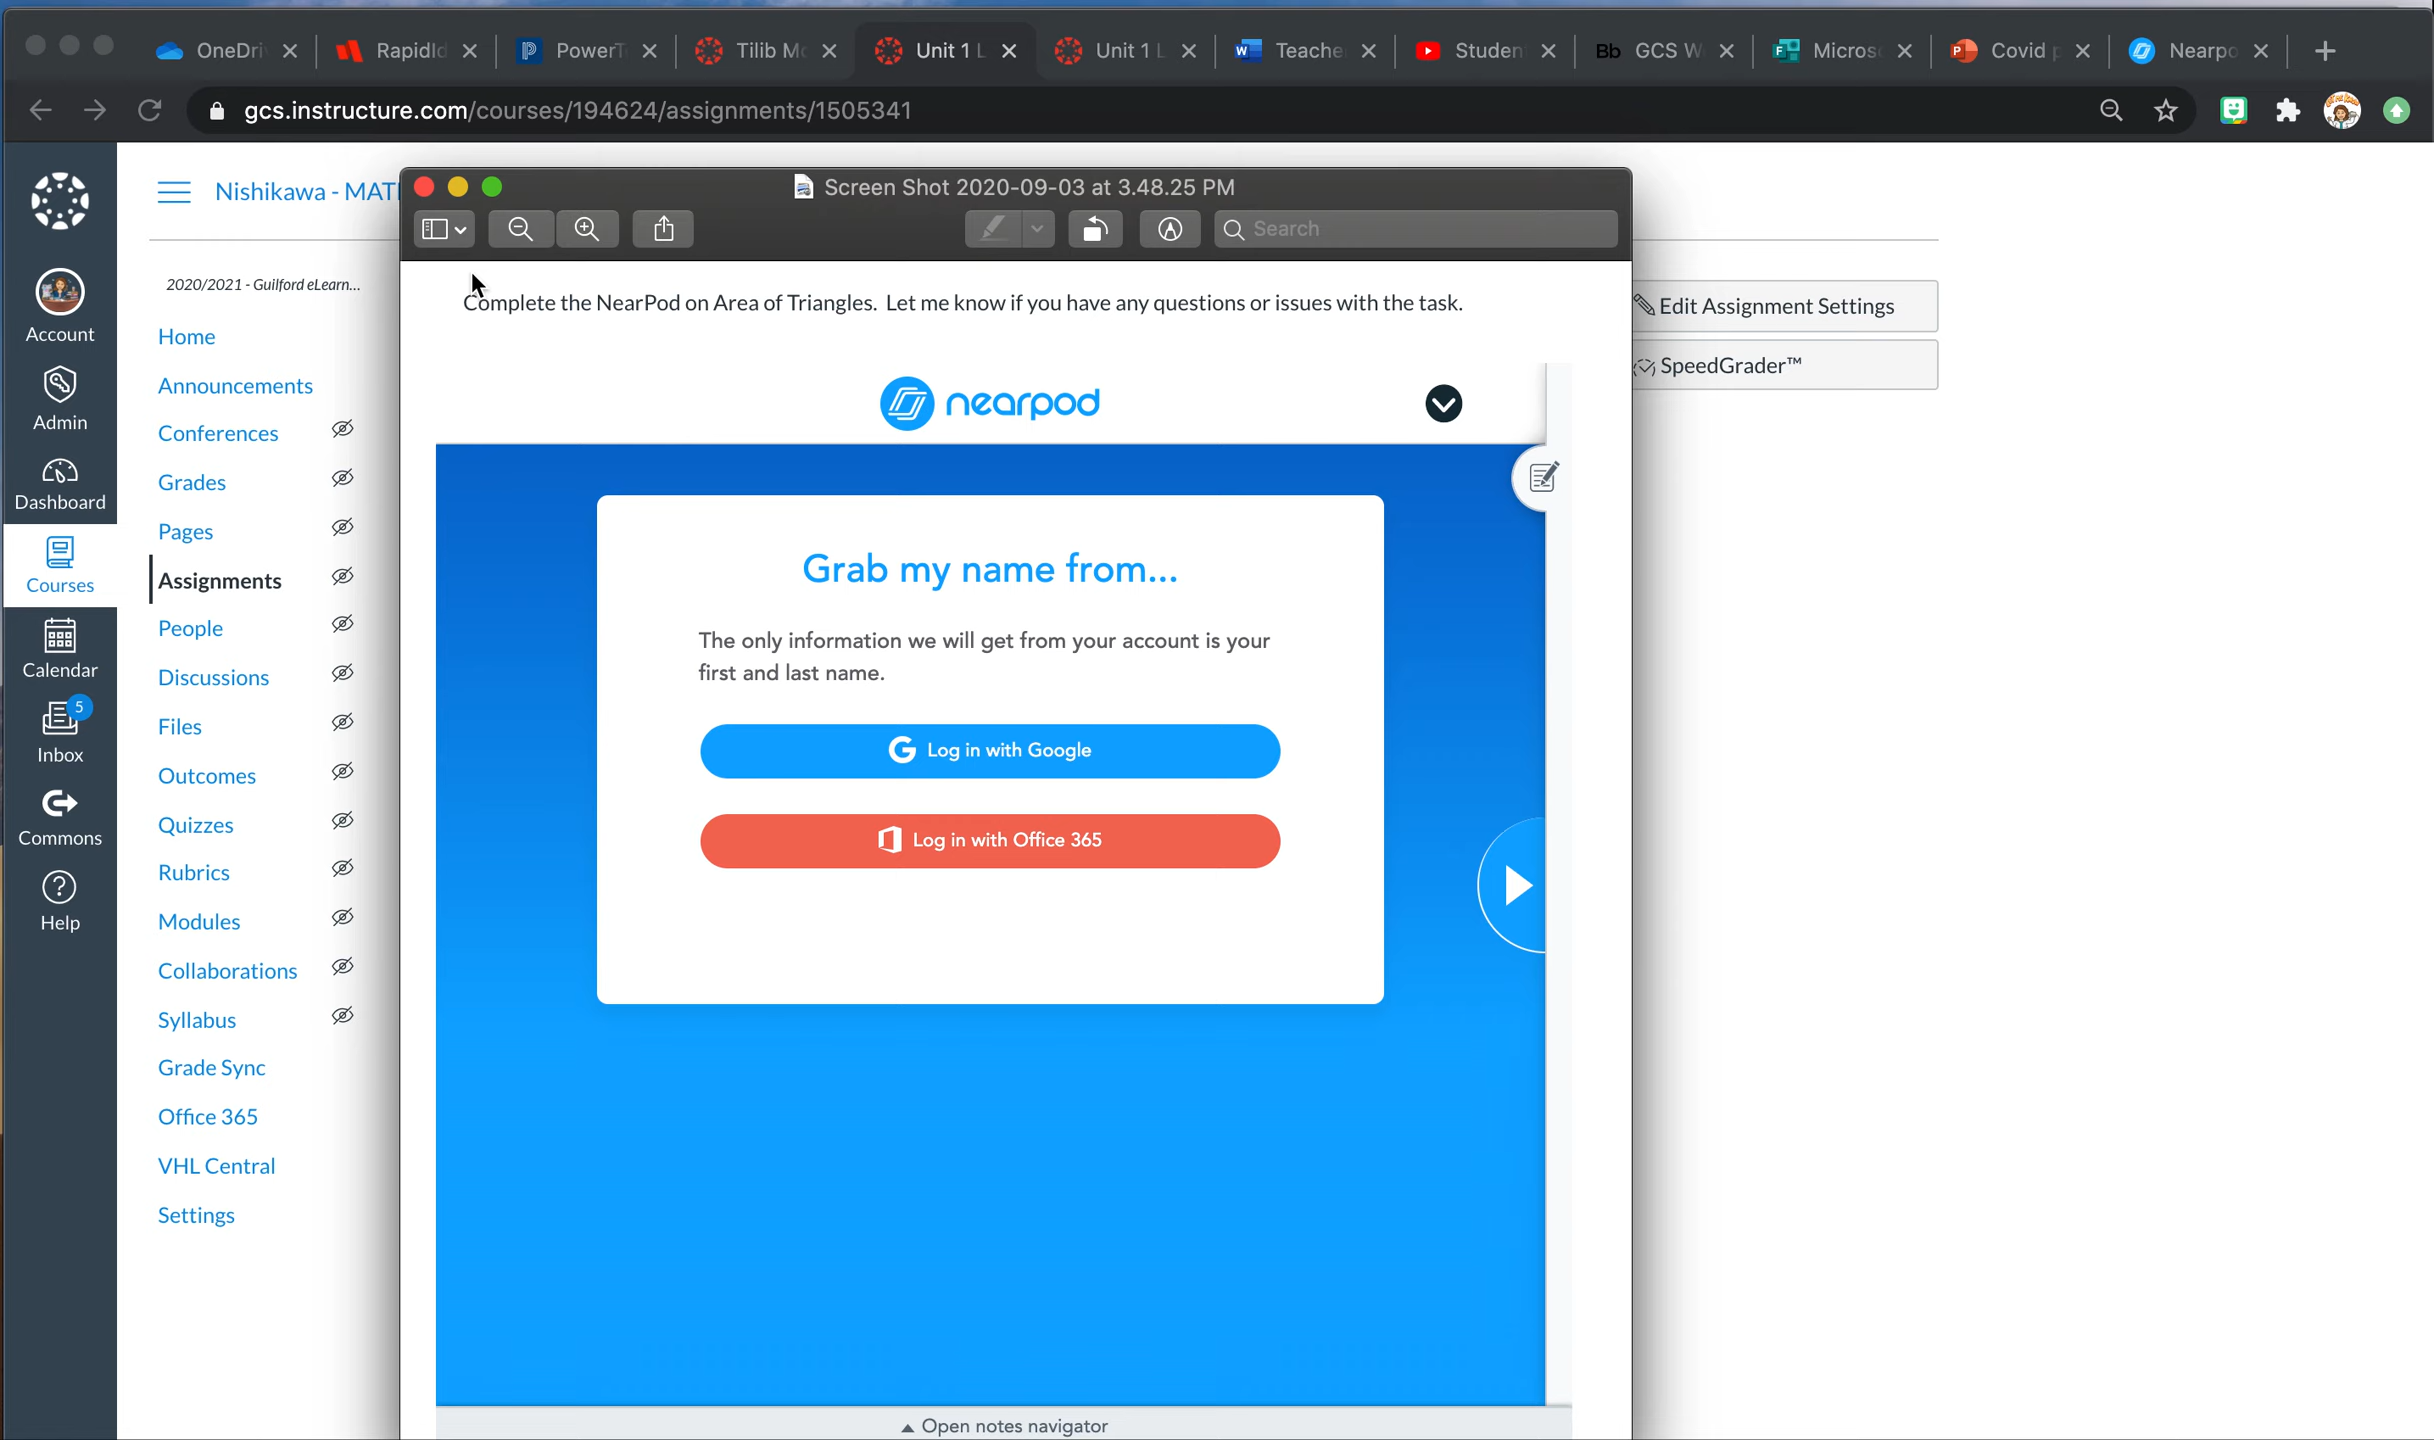 OneDri
RapidId
PowerT
Tilib Mo
Unit 1 L
Unit 1 L
Teache
Studen
Bb GCS W
Micros
Covid p
Nearpo
gcs.instructure.com/courses/194624/assignments/1505341
Nishikawa - MAT
Screen Shot 2020-09-03 at 3.48.25 PM
Search
Account
Admin
Dashboard
Courses
Calendar
5
Inbox
Commons
Help
2020/2021 - Guilford eLearn...
Home
Announcements
Conferences
Grades
Pages
Assignments
People
Discussions
Files
Outcomes
Quizzes
Rubrics
Modules
Collaborations
Syllabus
Grade Sync
Office 365
VHL Central
Settings
Complete the NearPod on Area of Triangles. Let me know if you have any questions or issues with the task.
nearpod
Grab my name from...
The only information we will get from your account is your
first and last name.
G Log in with Google
Log in with Office 365
Open notes navigator
Edit Assignment Settings
SpeedGrader™